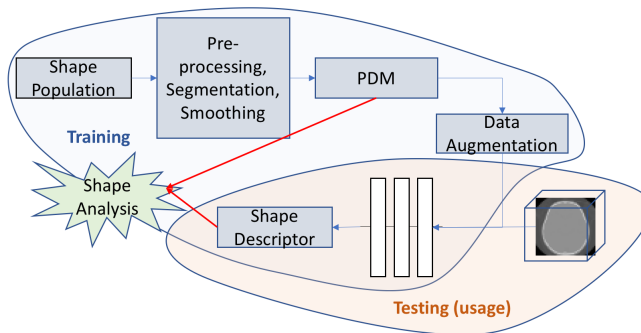 Shape
Population
Pre-
processing,
Segmentation,
Smoothing
PDM
Data
Augmentation
Training
Shape
Analysis
Shape
Descriptor
Testing (usage)